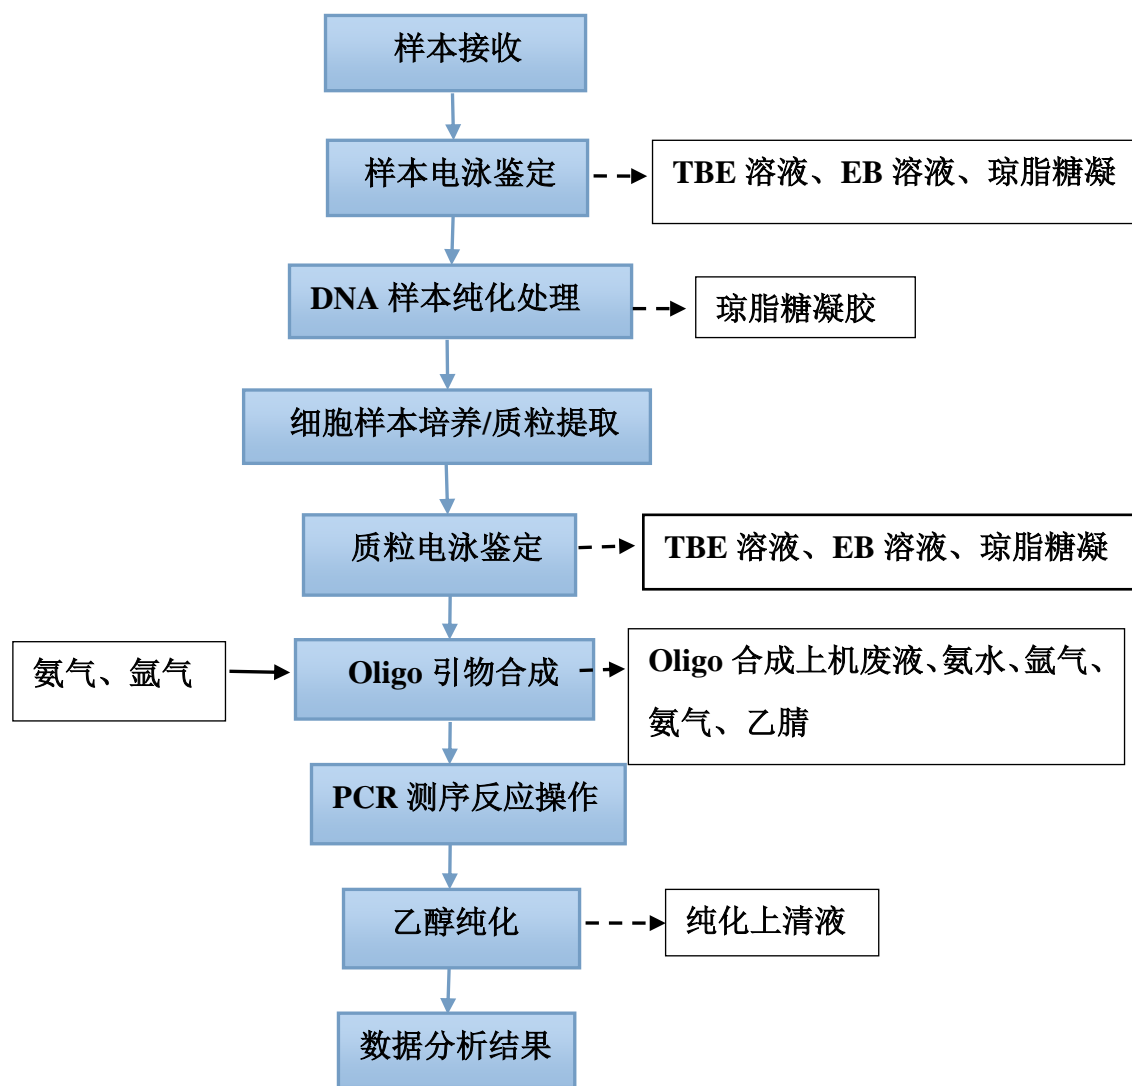 样本接收
样本电泳鉴定
TBE 溶液、EB 溶液、琼脂糖凝
DNA 样本纯化处理
琼脂糖凝胶
细胞样本培养/质粒提取
质粒电泳鉴定
TBE 溶液、EB 溶液、琼脂糖凝
氨气、氩气
Oligo 引物合成
Oligo 合成上机废液、氨水、氩气、
氨气、乙腈
PCR 测序反应操作
乙醇纯化
纯化上清液
数据分析结果